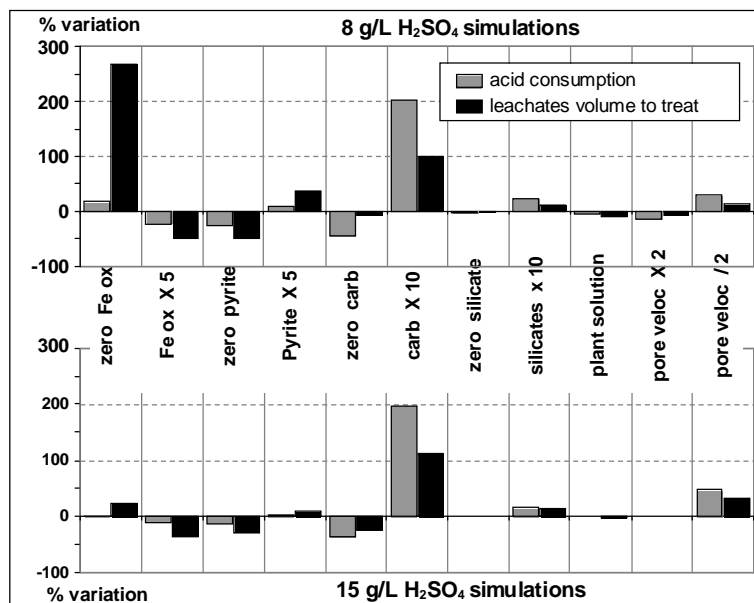 % variation
8 g/L H₂SO₄ simulations
300
200
100
0
-100
acid consumption
leachates volume to treat
zero Fe ox
Fe ox X 5
zero pyrite
Pyrite X 5
zero carb
carb X 10
zero silicate
silicates x 10
plant solution
pore veloc X 2
pore veloc / 2
300
200
100
0
-100
% variation
15 g/L H₂SO₄ simulations